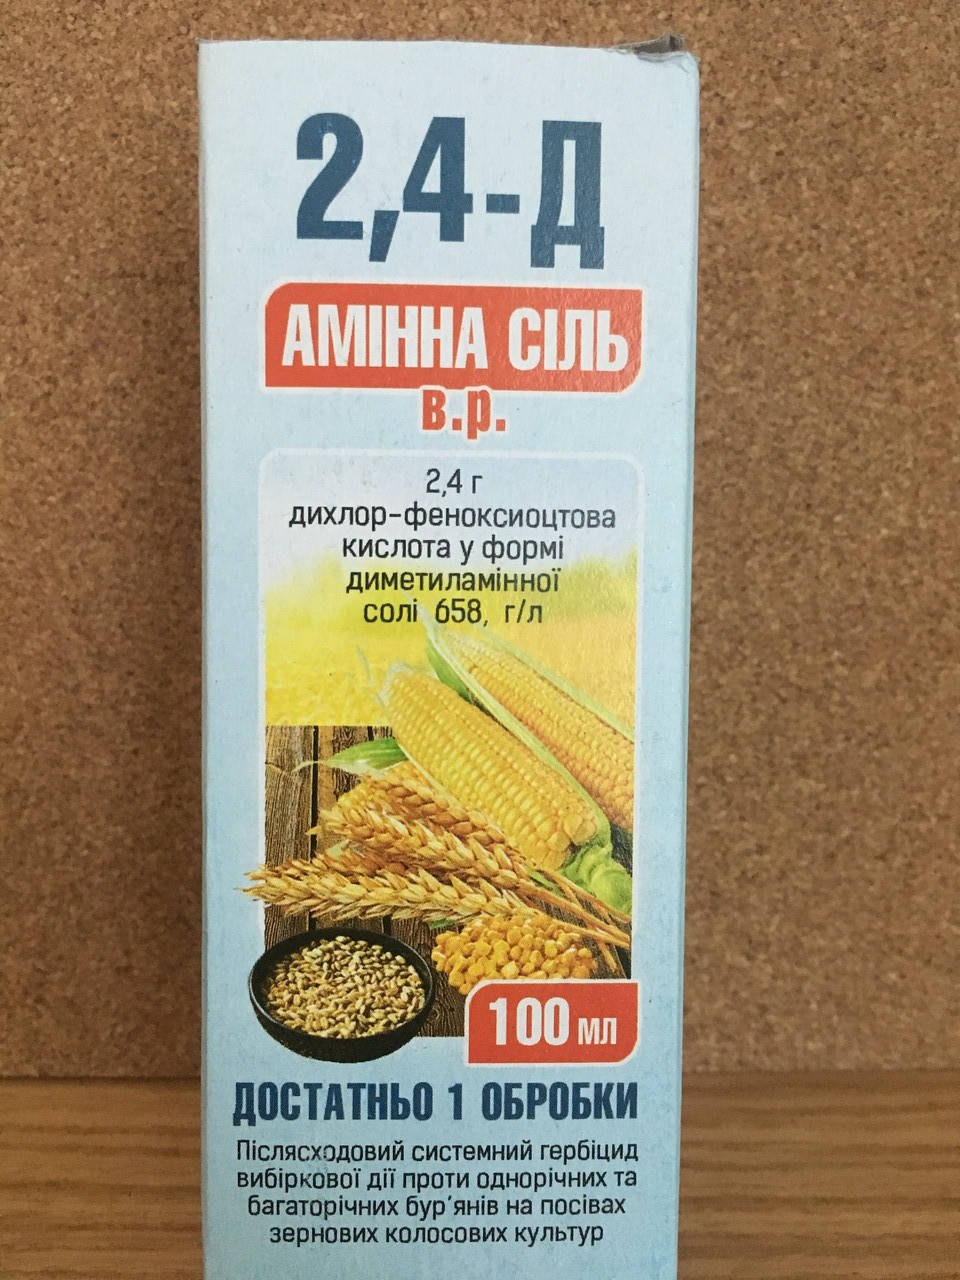 2,4-Д
АМІННА СІЛЬ
в.р.
2,4 г
дихлор-феноксиоцтова
кислота у формі
диметиламінної
солі 658, г/л
100 мл
ДОСТАТНЬО 1 ОБРОБКИ
Післясходовий системний гербіцид
вибіркової дії проти однорічних та
багаторічних бур'янів на посівах
зернових колосових культур